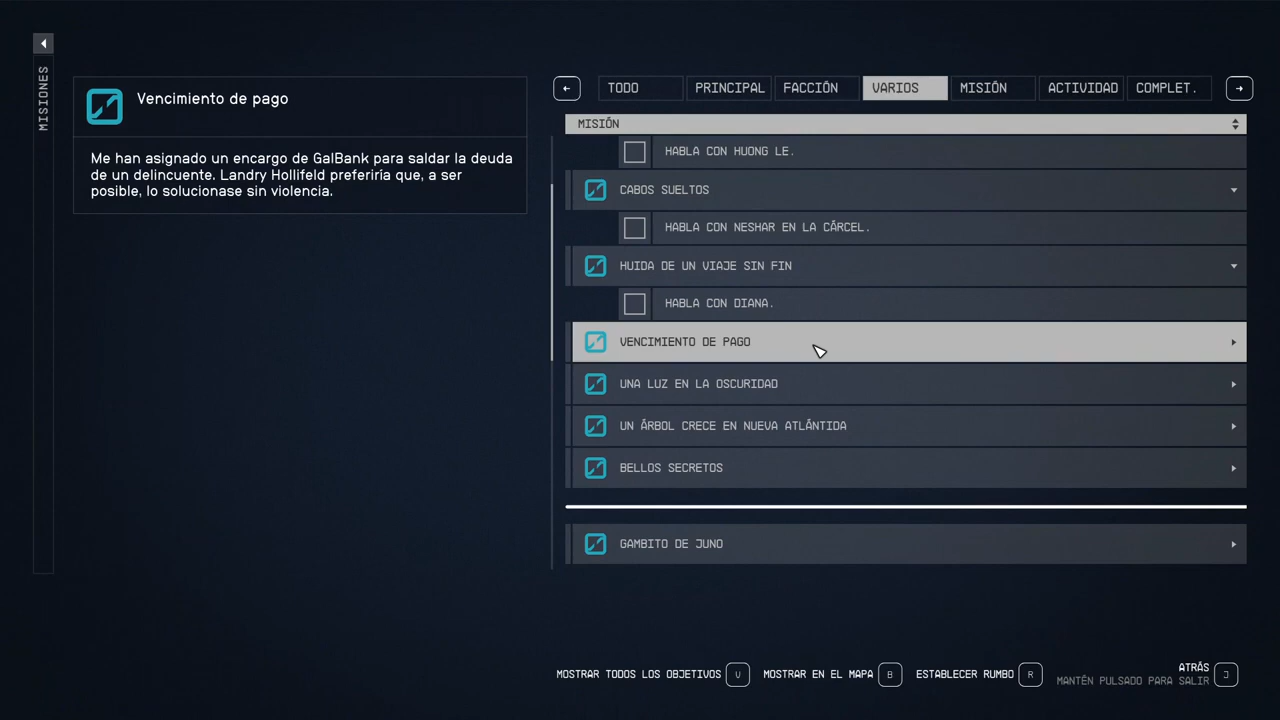 MISIONES
Vencimiento de pago
Me han asignado un encargo de GalBank para saldar la deuda
de un delincuente. Landry Hollifeld preferiría que, a ser
posible, lo solucionase sin violencia.
TODO
PRINCIPAL
FACCIÓN
VARIOS
MISIÓN
ACTIVIDAD
COMPLET.
MISIÓN
HABLA CON HUONG LE.
CABOS SUELTOS
HABLA CON NESHAR EN LA CÁRCEL.
HUIDA DE UN VIAJE SIN FIN
HABLA CON DIANA.
VENCIMIENTO DE PAGO
UNA LUZ EN LA OSCURIDAD
UN ÁRBOL CRECE EN NUEVA ATLÁNTIDA
BELLOS SECRETOS
GAMBITO DE JUNO
MOSTRAR TODOS LOS OBJETIVOS V
MOSTRAR EN EL MAPA B
ESTABLECER RUMBO R
ATRÁS
MANTÉN PULSADO PARA SALIR J